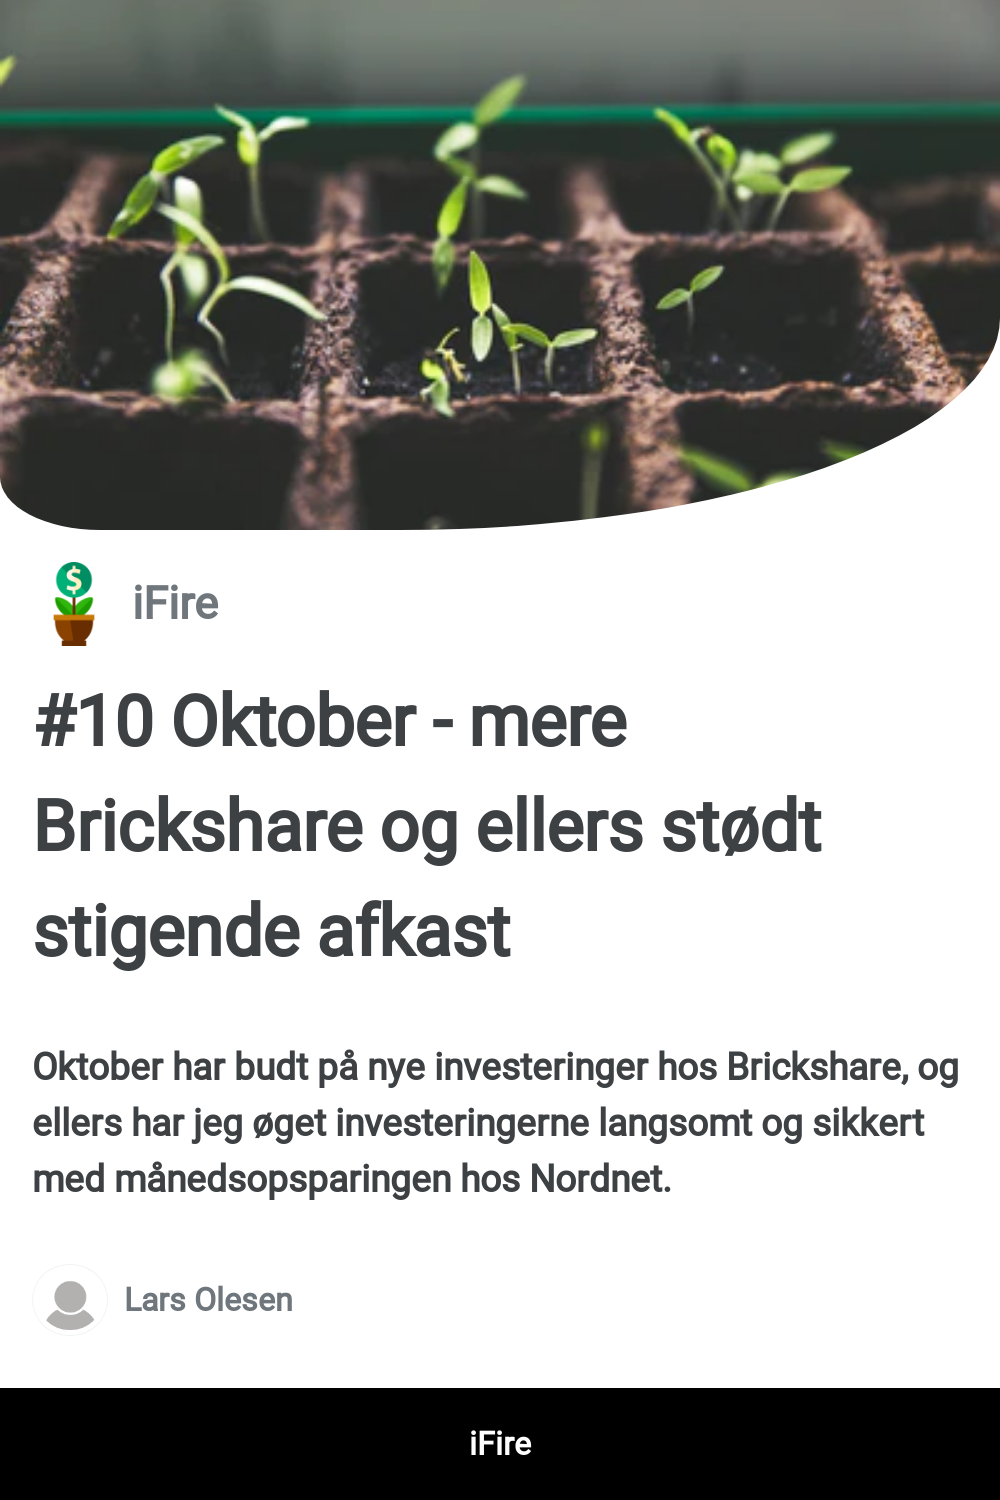 $
iFire
#10 Oktober - mere
Brickshare og ellers stødt
stigende afkast
Oktober har budt på nye investeringer hos Brickshare, og
ellers har jeg øget investeringerne langsomt og sikkert
med månedsopsparingen hos Nordnet.
Lars Olesen
iFire